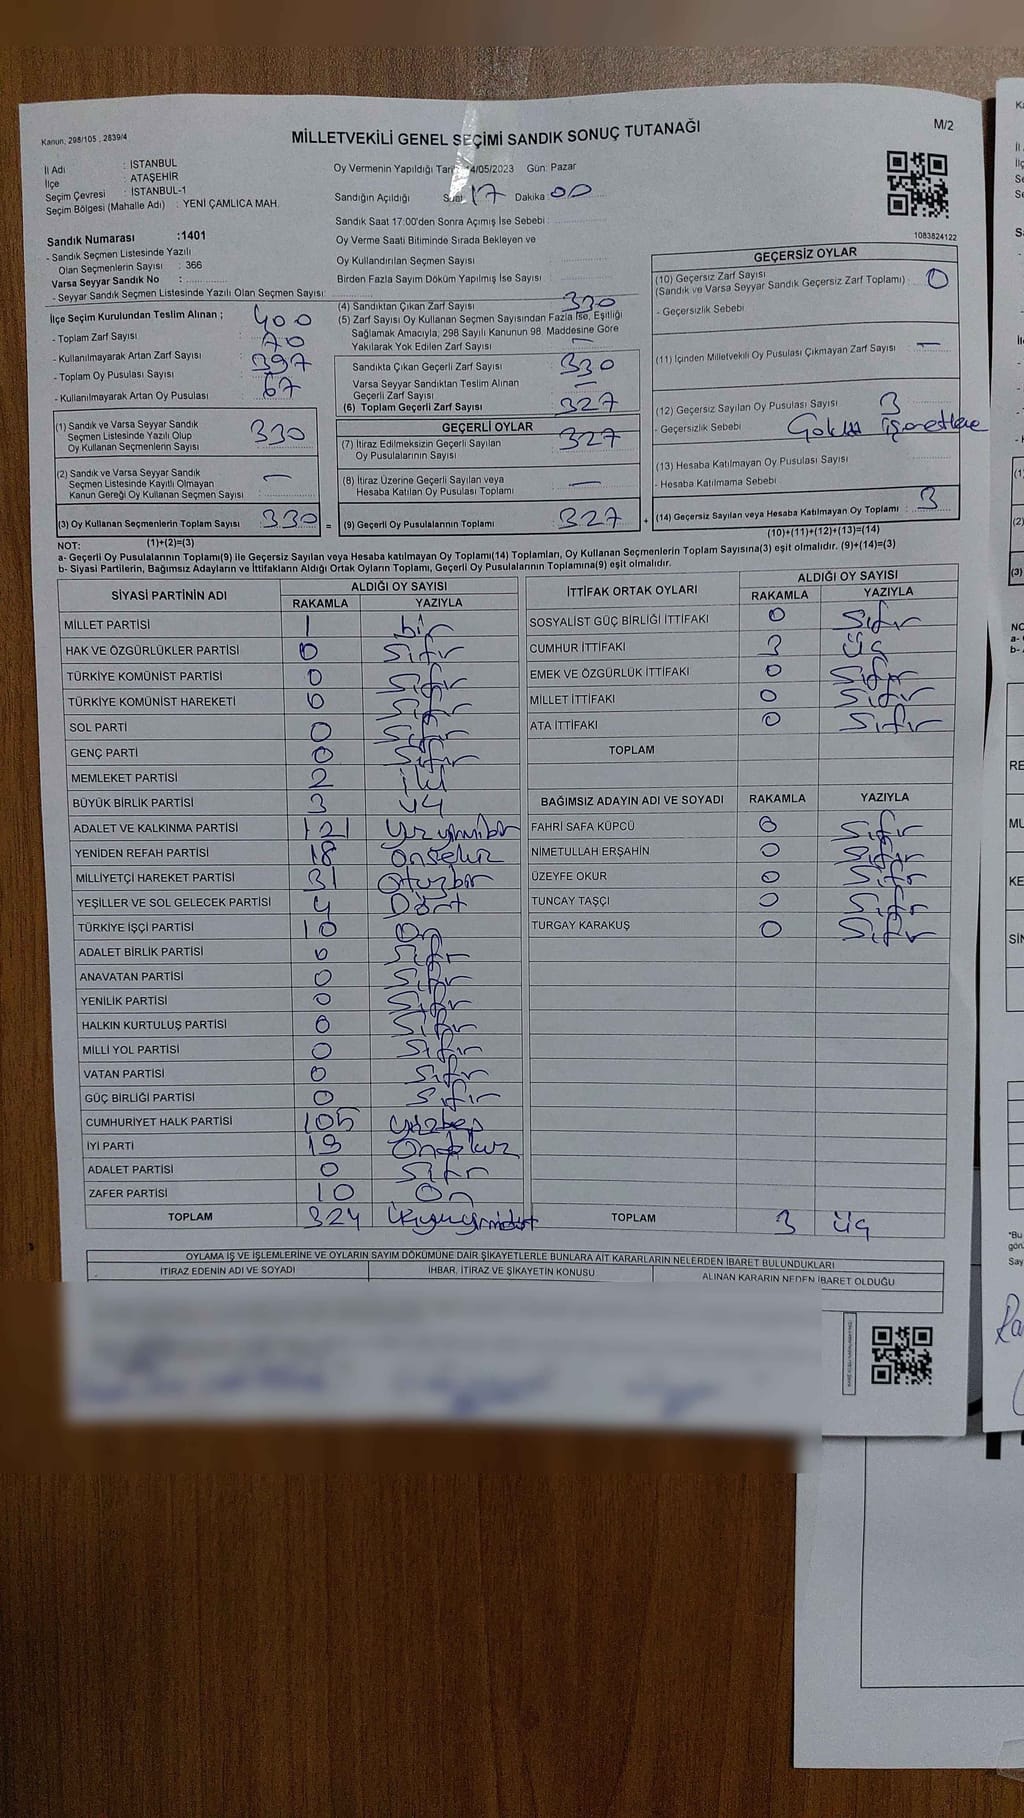 Kanun, 298/105 , 2839/4
MİLLETVEKİLİ GENEL SEÇİMİ SANDIK SONUÇ TUTANAĞI
M/2
İl Adı : İSTANBUL
İlçe : ATAŞEHİR
Seçim Çevresi : İSTANBUL-1
Seçim Bölgesi (Mahalle Adı) : YENİ ÇAMLICA MAH.
Oy Vermenin Yapıldığı 14/05/2023 Gün: Pazar
Sandığın Açıldığı 17 Dakika: 00
Sandık Saat 17:00'den Sonra Açımış İse Sebebi :
Oy Verme Saati Bitiminde Sırada Bekleyen ve
Oy Kullandırılan Seçmen Sayısı
Birden Fazla Sayım Döküm Yapılmış İse Sayısı
1083824122
Sandık Numarası :1401
- Sandık Seçmen Listesinde Yazılı
Olan Seçmenlerin Sayısı : 366
Varsa Seyyar Sandık No :
- Seyyar Sandık Seçmen Listesinde Yazılı Olan Seçmen Sayısı:
İlçe Seçim Kurulundan Teslim Alınan ;
- Toplam Zarf Sayısı 400
- Kullanılmayarak Artan Zarf Sayısı 70
- Toplam Oy Pusulası Sayısı 397
- Kullanılmayarak Artan Oy Pusulası 67
(1) Sandık ve Varsa Seyyar Sandık
Seçmen Listesinde Yazılı Olup
Oy Kullanan Seçmenlerin Sayısı 330
(2) Sandık ve Varsa Seyyar Sandık
Seçmen Listesinde Kayıtlı Olmayan
Kanun Gereği Oy Kullanan Seçmen Sayısı —
(3) Oy Kullanan Seçmenlerin Toplam Sayısı 330 =
(1)+(2)=(3)
(4) Sandıktan Çıkan Zarf Sayısı 330
(5) Zarf Sayısı Oy Kullanan Seçmen Sayısından Fazla İse, Eşitliği
Sağlamak Amacıyla, 298 Sayılı Kanunun 98. Maddesine Göre
Yakılarak Yok Edilen Zarf Sayısı —
Sandıkta Çıkan Geçerli Zarf Sayısı 330
Varsa Seyyar Sandıktan Teslim Alınan
Geçerli Zarf Sayısı —
(6) Toplam Geçerli Zarf Sayısı 327
GEÇERLİ OYLAR
(7) İtiraz Edilmeksizin Geçerli Sayılan
Oy Pusulalarının Sayısı 327
(8) İtiraz Üzerine Geçerli Sayılan veya
Hesaba Katılan Oy Pusulası Toplamı —
(9) Geçerli Oy Pusulalarının Toplamı 327 +
GEÇERSİZ OYLAR
(10) Geçersiz Zarf Sayısı
(Sandık ve Varsa Seyyar Sandık Geçersiz Zarf Toplamı) 0
- Geçersizlik Sebebi
(11) İçinden Milletvekili Oy Pusulası Çıkmayan Zarf Sayısı —
(12) Geçersiz Sayılan Oy Pusulası Sayısı 3
- Geçersizlik Sebebi
(13) Hesaba Katılmayan Oy Pusulası Sayısı
- Hesaba Katılmama Sebebi
(14) Geçersiz Sayılan veya Hesaba Katılmayan Oy Toplamı 3
(10)+(11)+(12)+(13)=(14)
NOT:
a- Geçerli Oy Pusulalarının Toplamı(9) ile Geçersiz Sayılan veya Hesaba katılmayan Oy Toplamı(14) Toplamları, Oy Kullanan Seçmenlerin Toplam Sayısına(3) eşit olmalıdır. (9)+(14)=(3)
b- Siyasi Partilerin, Bağımsız Adayların ve İttifakların Aldığı Ortak Oyların Toplamı, Geçerli Oy Pusulalarının Toplamına(9) eşit olmalıdır.
SİYASİ PARTİNİN ADI ALDIĞI OY SAYISI
RAKAMLA YAZIYLA
MİLLET PARTİSİ 1 bir
HAK VE ÖZGÜRLÜKLER PARTİSİ 0 Sıfır
TÜRKİYE KOMÜNİST PARTİSİ 0 Sıfır
TÜRKİYE KOMÜNİST HAREKETİ 0 Sıfır
SOL PARTİ 0 Sıfır
GENÇ PARTİ 0 Sıfır
MEMLEKET PARTİSİ 2 iki
BÜYÜK BİRLİK PARTİSİ 3 üç
ADALET VE KALKINMA PARTİSİ 121
YENİDEN REFAH PARTİSİ 18 Onsekiz
MİLLİYETÇİ HAREKET PARTİSİ 31 Otuzbir
YEŞİLLER VE SOL GELECEK PARTİSİ 4 Dört
TÜRKİYE İŞÇİ PARTİSİ 10 On
ADALET BİRLİK PARTİSİ 0 Sıfır
ANAVATAN PARTİSİ 0 Sıfır
YENİLİK PARTİSİ 0 Sıfır
HALKIN KURTULUŞ PARTİSİ 0 Sıfır
MİLLİ YOL PARTİSİ 0 Sıfır
VATAN PARTİSİ 0 Sıfır
GÜÇ BİRLİĞİ PARTİSİ 0 Sıfır
CUMHURİYET HALK PARTİSİ 105 yüzbeş
İYİ PARTİ 19 Ondokuz
ADALET PARTİSİ 0 Sıfır
ZAFER PARTİSİ 10 On
TOPLAM 324
İTTİFAK ORTAK OYLARI ALDIĞI OY SAYISI
RAKAMLA YAZIYLA
SOSYALİST GÜÇ BİRLİĞİ İTTİFAKI 0 Sıfır
CUMHUR İTTİFAKI 3 Üç
EMEK VE ÖZGÜRLÜK İTTİFAKI 0 Sıfır
MİLLET İTTİFAKI 0 Sıfır
ATA İTTİFAKI 0 Sıfır
TOPLAM
BAĞIMSIZ ADAYIN ADI VE SOYADI RAKAMLA YAZIYLA
FAHRİ SAFA KÜPCÜ 0 Sıfır
NİMETULLAH ERŞAHİN 0 Sıfır
ÜZEYFE OKUR 0 Sıfır
TUNCAY TAŞÇI 0 Sıfır
TURGAY KARAKUŞ 0 Sıfır
TOPLAM 3 üç
OYLAMA İŞ VE İŞLEMLERİNE VE OYLARIN SAYIM DÖKÜMÜNE DAİR ŞİKAYETLERLE BUNLARA AİT KARARLARIN NELERDEN İBARET BULUNDUKLARI
İTİRAZ EDENİN ADI VE SOYADI İHBAR, İTİRAZ VE ŞİKAYETİN KONUSU ALINAN KARARIN NEDEN İBARET OLDUĞU